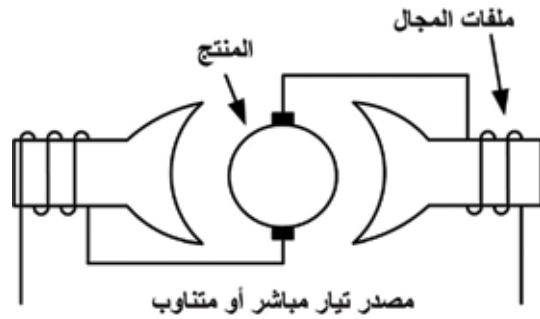 ملفات المجال
المنتج
مصدر تيار مباشر أو متناوب